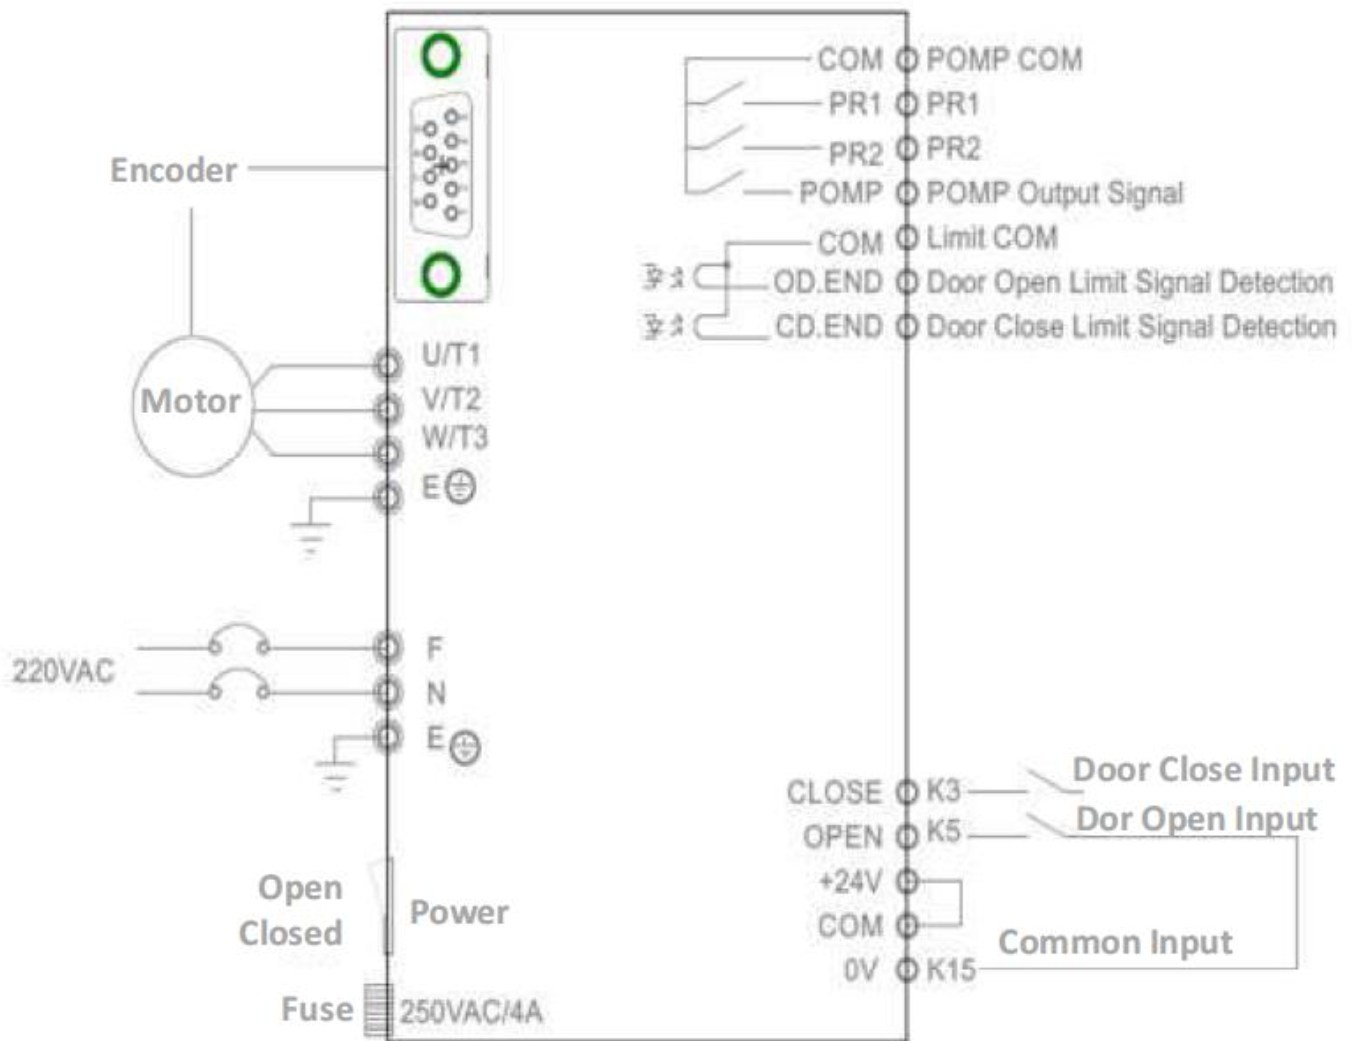 COM POMP COM
PR1 PR1
PR2 PR2
POMP POMP Output Signal
COM Limit COM
OD.END Door Open Limit Signal Detection
CD.END Door Close Limit Signal Detection
Encoder
Motor
U/T1
V/T2
W/T3
E
220VAC
F
N
E
Open
Closed
Power
Fuse 250VAC/4A
CLOSE K3 Door Close Input
OPEN K5 Dor Open Input
+24V
COM
Common Input
0V K15